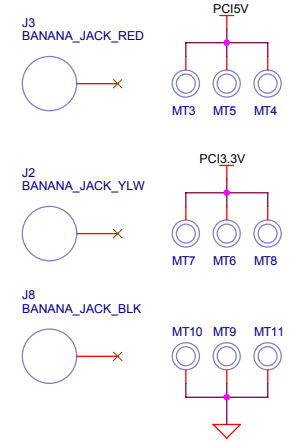 PCI5V
J3
BANANA_JACK_RED
MT3 MT5 MT4
PCI3.3V
J2
BANANA_JACK_YLW
MT7 MT6 MT8
J8
BANANA_JACK_BLK
MT10 MT9 MT11